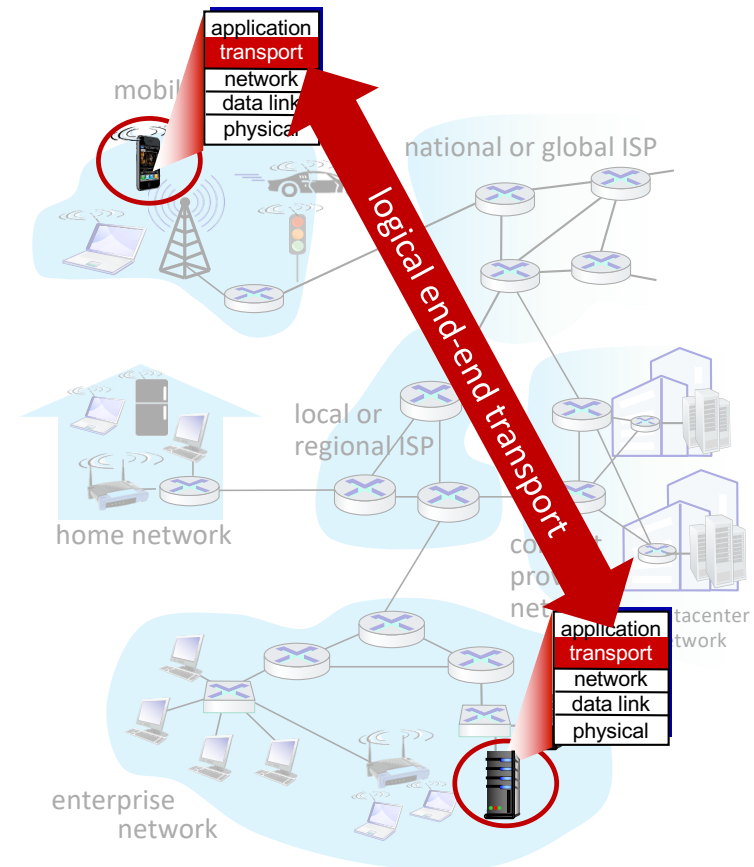 application
transport
network
data link
physical
mobil
national or global ISP
logical end-end transport
local or
regional ISP
home network
application
transport
network
data link
physical
enterprise
network